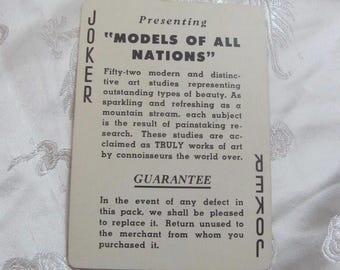 JOKER
Presenting
"MODELS OF ALL
NATIONS"
Fifty-two modern and distinc-
tive art studies representing
outstanding types of beauty. As
sparkling and refreshing as a
mountain stream. each subject
is the result of painstaking re-
search. These studies are ac-
claimed as TRULY works of art
by connoisseurs the world over.
GUARANTEE
In the event of any defect in
this pack, we shall be pleased
to replace it. Return unused to
the merchant from whom you
purchased it.
JOKER